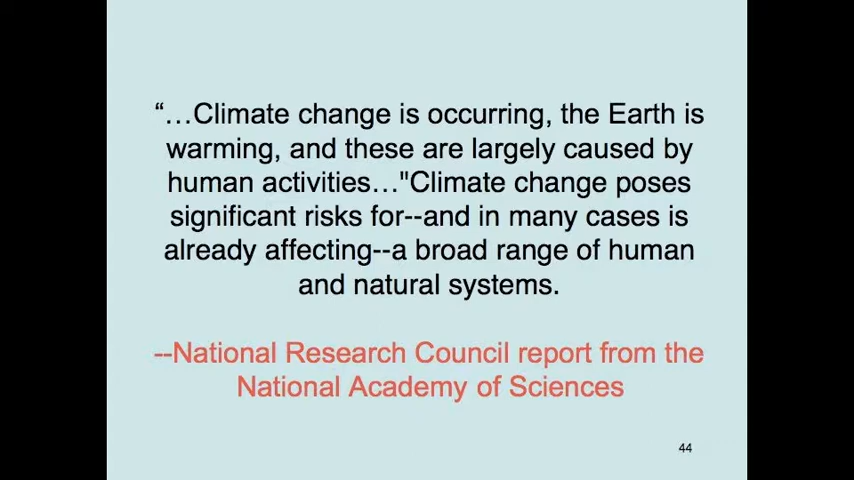 “…Climate change is occurring, the Earth is
warming, and these are largely caused by
human activities…"Climate change poses
significant risks for--and in many cases is
already affecting--a broad range of human
and natural systems.
--National Research Council report from the
National Academy of Sciences
44